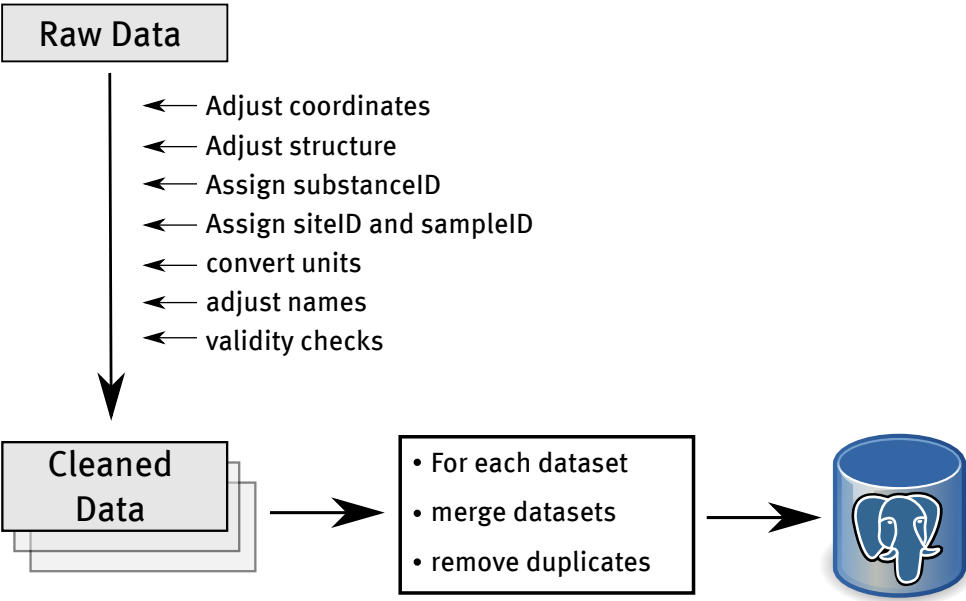 Raw Data
Adjust coordinates
Adjust structure
Assign substanceID
Assign siteID and sampleID
convert units
adjust names
validity checks
Cleaned
Data
• For each dataset
• merge datasets
• remove duplicates